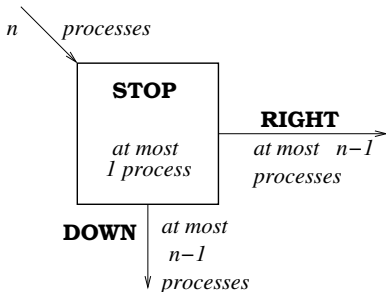 n processes
STOP
at most
1 process
RIGHT
at most n-1
processes
DOWN
at most
n-1
processes